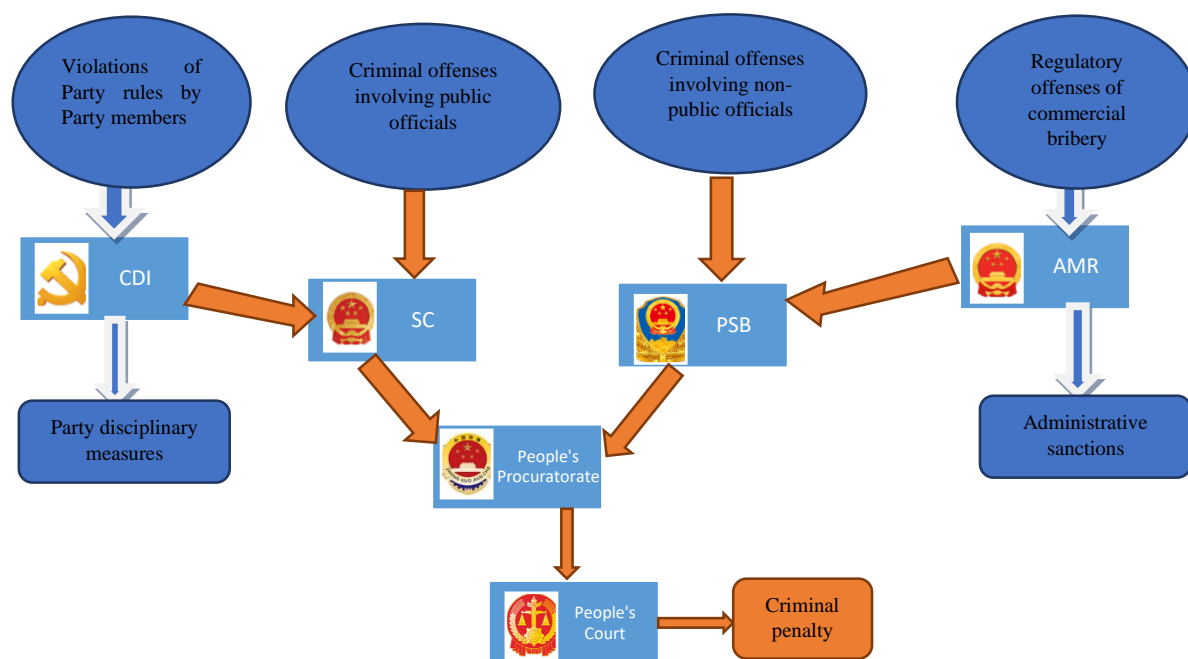 Violations of
Party rules by
Party members
Criminal offenses
involving public
officials
Criminal offenses
involving non-
public officials
Regulatory
offenses of
commercial
bribery
CDI
SC
PSB
AMR
Party disciplinary
measures
People's
Procuratorate
Administrative
sanctions
People's
Court
Criminal
penalty